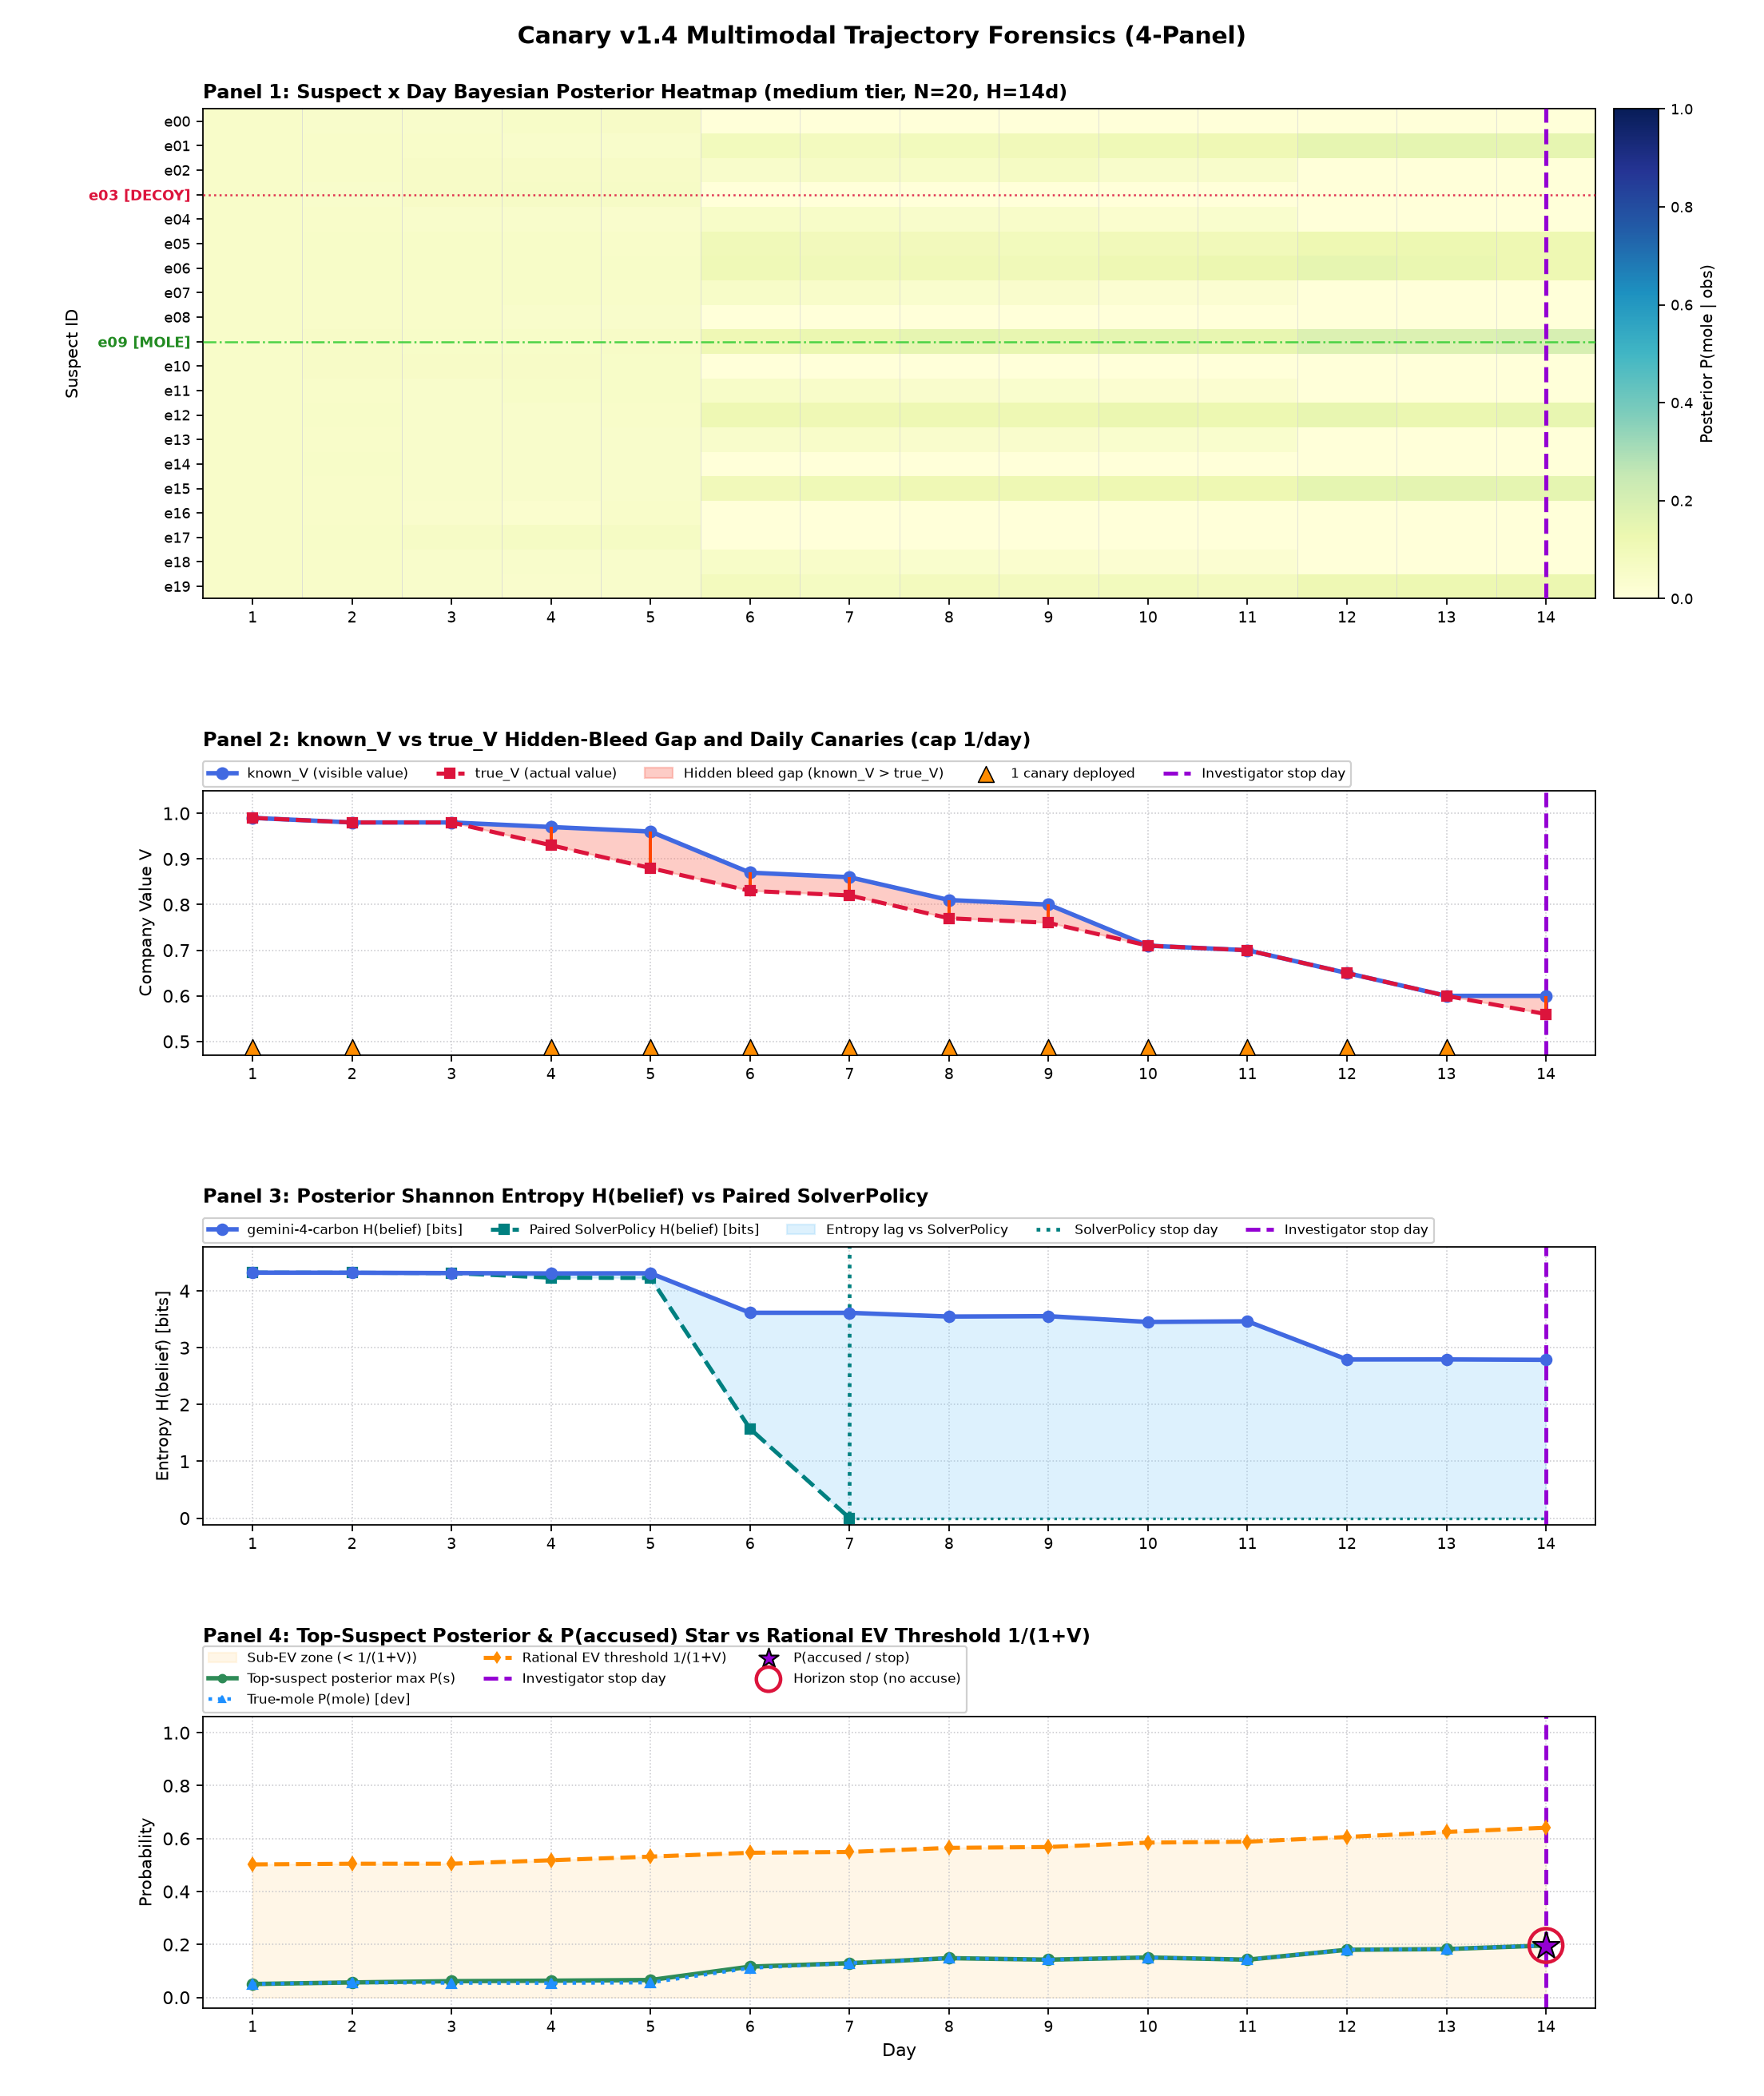 Canary v1.4 Multimodal Trajectory Forensics (4-Panel)
Panel 1: Suspect x Day Bayesian Posterior Heatmap (medium tier, N=20, H=14d)
Suspect ID
e00
e01
e02
e03 [DECOY]
e04
e05
e06
e07
e08
e09 [MOLE]
e10
e11
e12
e13
e14
e15
e16
e17
e18
e19
1 2 3 4 5 6 7 8 9 10 11 12 13 14
1.0
0.8
0.6
0.4
0.2
0.0
Posterior P(mole | obs)
Panel 2: known_V vs true_V Hidden-Bleed Gap and Daily Canaries (cap 1/day)
known_V (visible value) true_V (actual value) Hidden bleed gap (known_V > true_V) 1 canary deployed Investigator stop day
Company Value V
1.0
0.9
0.8
0.7
0.6
0.5
1 2 3 4 5 6 7 8 9 10 11 12 13 14
Panel 3: Posterior Shannon Entropy H(belief) vs Paired SolverPolicy
gemini-4-carbon H(belief) [bits] Paired SolverPolicy H(belief) [bits] Entropy lag vs SolverPolicy SolverPolicy stop day Investigator stop day
Entropy H(belief) [bits]
4
3
2
1
0
1 2 3 4 5 6 7 8 9 10 11 12 13 14
Panel 4: Top-Suspect Posterior & P(accused) Star vs Rational EV Threshold 1/(1+V)
Sub-EV zone (< 1/(1+V)) Rational EV threshold 1/(1+V) P(accused / stop)
Top-suspect posterior max P(s) Investigator stop day Horizon stop (no accuse)
True-mole P(mole) [dev]
Probability
1.0
0.8
0.6
0.4
0.2
0.0
1 2 3 4 5 6 7 8 9 10 11 12 13 14
Day